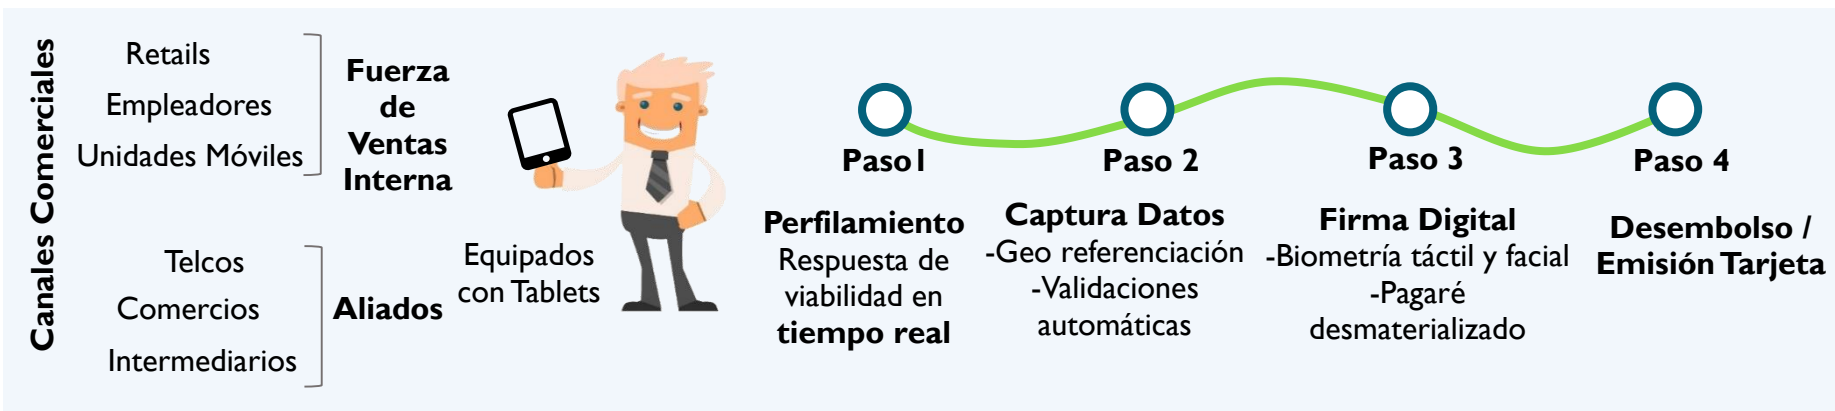 Canales Comerciales
Retails
Empleadores
Unidades Móviles
Fuerza
de
Ventas
Interna
Telcos
Comercios
Intermediarios
Aliados
Equipados
con Tablets
Paso1
Perfilamiento
Respuesta de
viabilidad en
tiempo real
Paso 2
Captura Datos
-Geo referenciación
-Validaciones
automáticas
Paso 3
Firma Digital
-Biometría táctil y facial
-Pagaré
desmaterializado
Paso 4
Desembolso /
Emisión Tarjeta